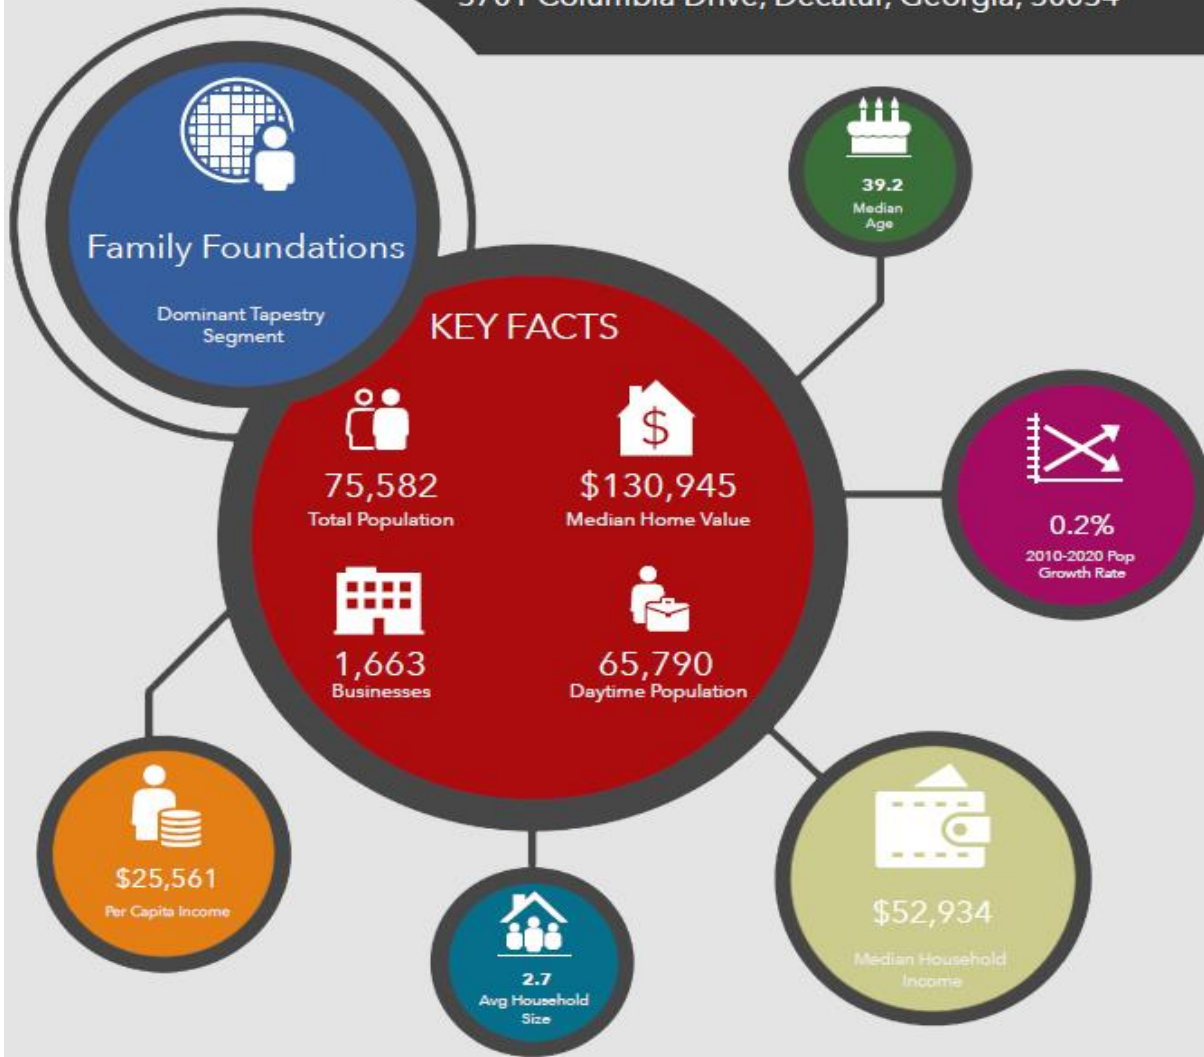 Columbia Drive, Decatur, Georgia,
Family Foundations
Dominant Tapestry
Segment
39.2
Median
Age
KEY FACTS
75,582
Total Population
$130,945
Median Home Value
1,663
Businesses
65,790
Daytime Population
0.2%
2010-2020 Pop
Growth Rate
$25,561
Per Capita Income
2.7
Avg Household
Size
$52,934
Median Household
Income